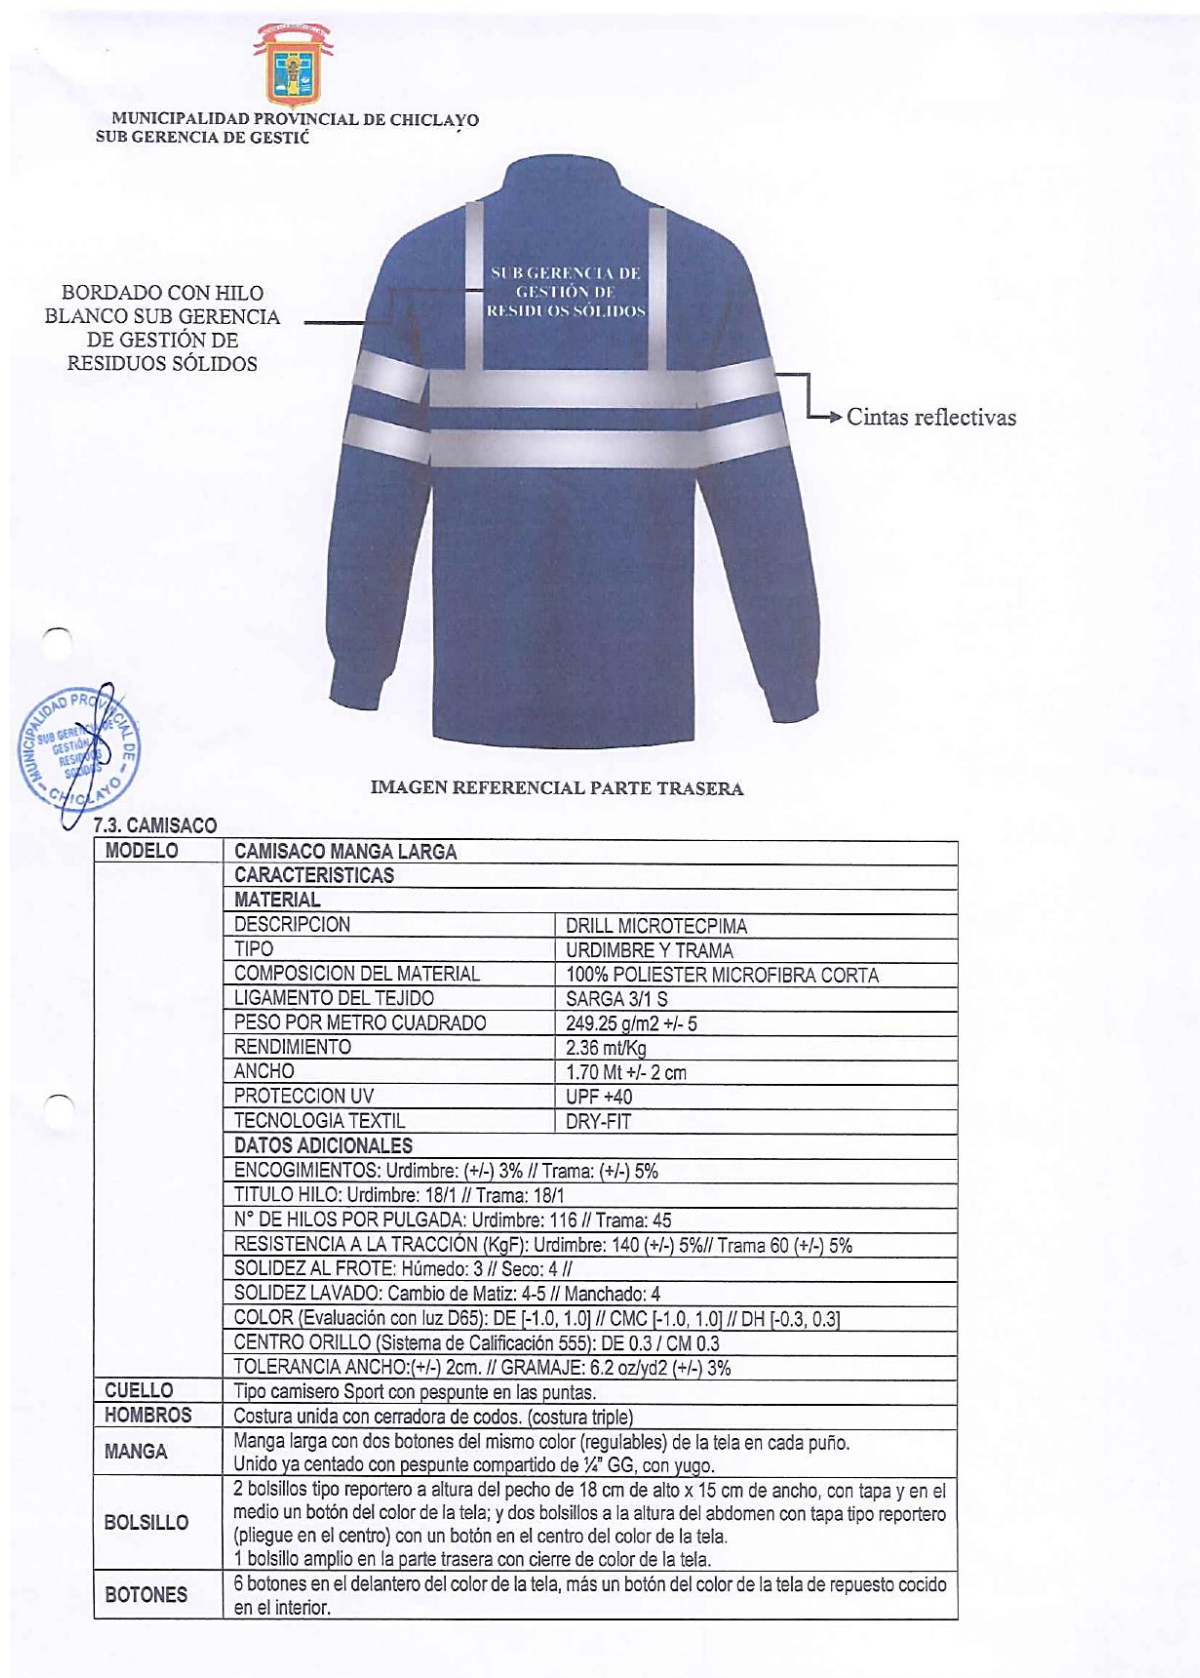 MUNICIPALIDAD PROVINCIAL DE CHICLAYO
SUB GERENCIA DE GESTIÓ
SUB GERENCIA DE
GESTIÓN DE
RESIDUOS SÓLIDOS
BORDADO CON HILO
BLANCO SUB GERENCIA
DE GESTIÓN DE
RESIDUOS SÓLIDOS
Cintas reflectivas
MUNICIPALIDAD PROVINCIAL DE
CHICLAYO
SUB GERENCIA DE
GESTIÓN DE
RESIDUOS
SOLIDOS
IMAGEN REFERENCIAL PARTE TRASERA
7.3. CAMISACO
MODELO CAMISACO MANGA LARGA
CARACTERISTICAS
MATERIAL
DESCRIPCION DRILL MICROTECPIMA
TIPO URDIMBRE Y TRAMA
COMPOSICION DEL MATERIAL 100% POLIESTER MICROFIBRA CORTA
LIGAMENTO DEL TEJIDO SARGA 3/1 S
PESO POR METRO CUADRADO 249.25 g/m2 +/- 5
RENDIMIENTO 2.36 mt/Kg
ANCHO 1.70 Mt +/- 2 cm
PROTECCION UV UPF +40
TECNOLOGIA TEXTIL DRY-FIT
DATOS ADICIONALES
ENCOGIMIENTOS: Urdimbre: (+/-) 3% // Trama: (+/-) 5%
TITULO HILO: Urdimbre: 18/1 // Trama: 18/1
N° DE HILOS POR PULGADA: Urdimbre: 116 // Trama: 45
RESISTENCIA A LA TRACCIÓN (KgF): Urdimbre: 140 (+/-) 5%// Trama 60 (+/-) 5%
SOLIDEZ AL FROTE: Húmedo: 3 // Seco: 4 //
SOLIDEZ LAVADO: Cambio de Matiz: 4-5 // Manchado: 4
COLOR (Evaluación con luz D65): DE [-1.0, 1.0] // CMC [-1.0, 1.0] // DH [-0.3, 0.3]
CENTRO ORILLO (Sistema de Calificación 555): DE 0.3 / CM 0.3
TOLERANCIA ANCHO:(+/-) 2cm. // GRAMAJE: 6.2 oz/yd2 (+/-) 3%
CUELLO Tipo camisero Sport con pespunte en las puntas.
HOMBROS Costura unida con cerradora de codos. (costura triple)
MANGA Manga larga con dos botones del mismo color (regulables) de la tela en cada puño.
Unido ya centado con pespunte compartido de ¼" GG, con yugo.
BOLSILLO 2 bolsillos tipo reportero a altura del pecho de 18 cm de alto x 15 cm de ancho, con tapa y en el
medio un botón del color de la tela; y dos bolsillos a la altura del abdomen con tapa tipo reportero
(pliegue en el centro) con un botón en el centro del color de la tela.
1 bolsillo amplio en la parte trasera con cierre de color de la tela.
BOTONES 6 botones en el delantero del color de la tela, más un botón del color de la tela de repuesto cocido
en el interior.